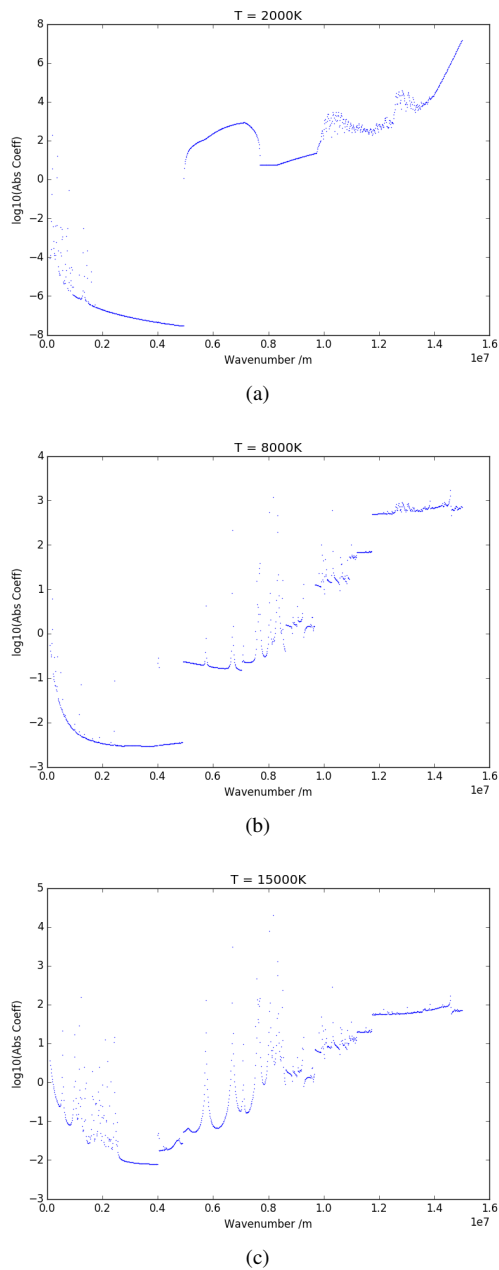 T = 2000K
8
6
4
2
0
−2
−4
−6
−8
log10(Abs Coeff)
0.0 0.2 0.4 0.6 0.8 1.0 1.2 1.4 1.6
1e7
Wavenumber /m
(a)
T = 8000K
4
3
2
1
0
−1
−2
−3
log10(Abs Coeff)
0.0 0.2 0.4 0.6 0.8 1.0 1.2 1.4 1.6
1e7
Wavenumber /m
(b)
T = 15000K
5
4
3
2
1
0
−1
−2
−3
log10(Abs Coeff)
0.0 0.2 0.4 0.6 0.8 1.0 1.2 1.4 1.6
1e7
Wavenumber /m
(c)